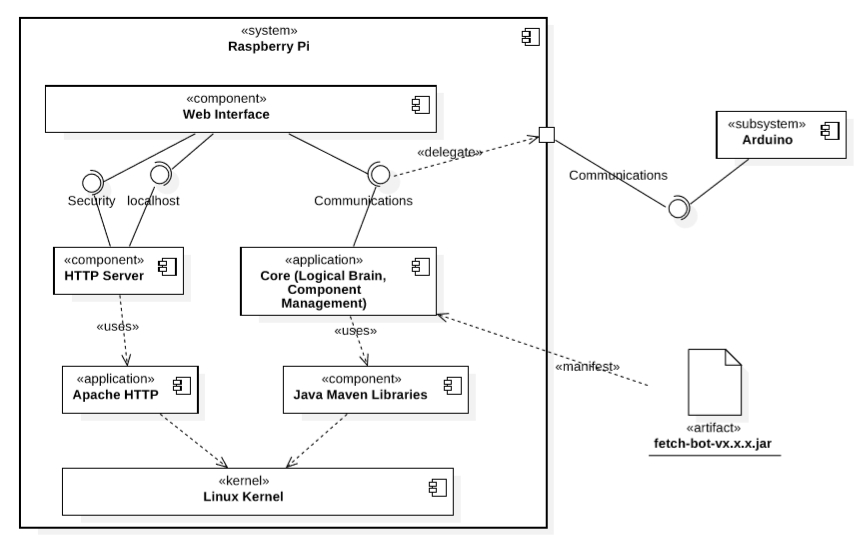 «system»
Raspberry Pi
«component»
Web Interface
«subsystem»
Arduino
«delegate»
Communications
Security
localhost
Communications
«component»
HTTP Server
«application»
Core (Logical Brain,
Component
Management)
«uses»
«uses»
«manifest»
«application»
Apache HTTP
«component»
Java Maven Libraries
«artifact»
fetch-bot-vx.x.x.jar
«kernel»
Linux Kernel